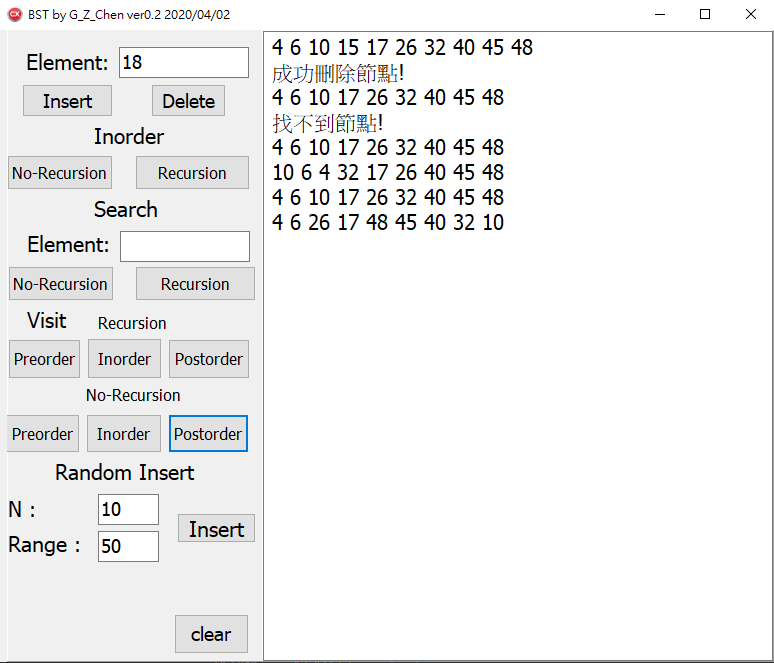 BST by G_Z_Chen ver0.2 2020/04/02
Element: 18
Insert Delete
Inorder
No-Recursion Recursion
Search
Element:
No-Recursion Recursion
Visit Recursion
Preorder Inorder Postorder
No-Recursion
Preorder Inorder Postorder
Random Insert
N : 10
Insert
Range : 50
clear
4 6 10 15 17 26 32 40 45 48
成功刪除節點!
4 6 10 17 26 32 40 45 48
找不到節點!
4 6 10 17 26 32 40 45 48
10 6 4 32 17 26 40 45 48
4 6 10 17 26 32 40 45 48
4 6 26 17 48 45 40 32 10